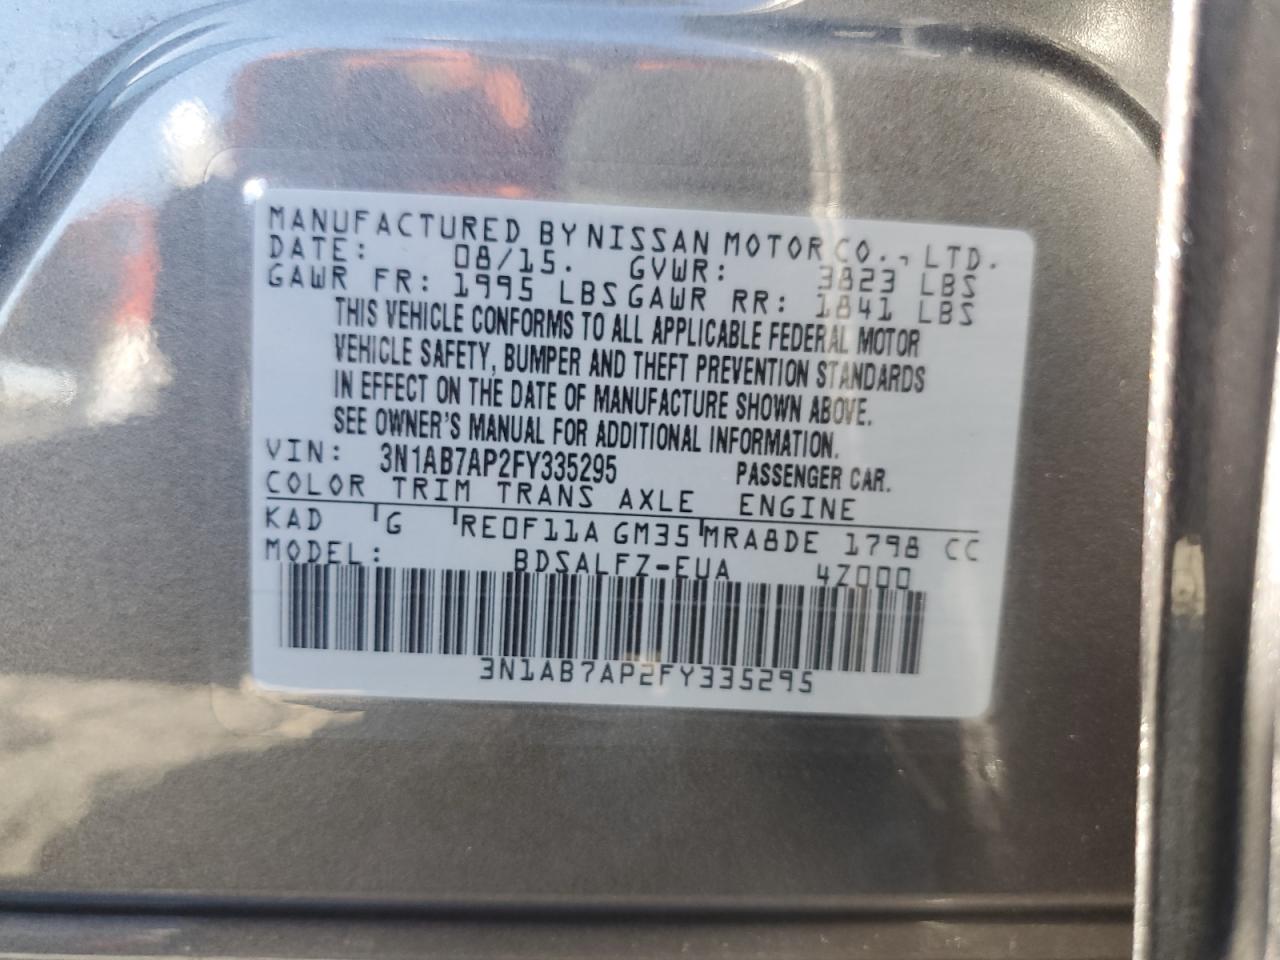 MANUFACTURED BY NISSAN MOTOR CO., LTD.
DATE: 08/15. GVWR: 3823 LBS
GAWR FR: 1995 LBS GAWR RR: 1841 LBS
THIS VEHICLE CONFORMS TO ALL APPLICABLE FEDERAL MOTOR
VEHICLE SAFETY, BUMPER AND THEFT PREVENTION STANDARDS
IN EFFECT ON THE DATE OF MANUFACTURE SHOWN ABOVE.
SEE OWNER'S MANUAL FOR ADDITIONAL INFORMATION.
VIN: 3N1AB7AP2FY335295 PASSENGER CAR.
COLOR TRIM TRANS AXLE ENGINE
KAD G RE0F11A GM35 MRA8DE 1798 CC
MODEL: BDSALFZ-EUA 4Z000
3N1AB7AP2FY335295